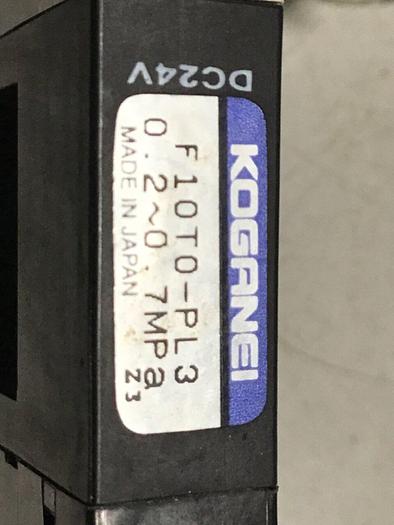 DC24V
KOGANEI
F10T0-PL3
0.2~0.7MPa
MADE IN JAPAN
Z3